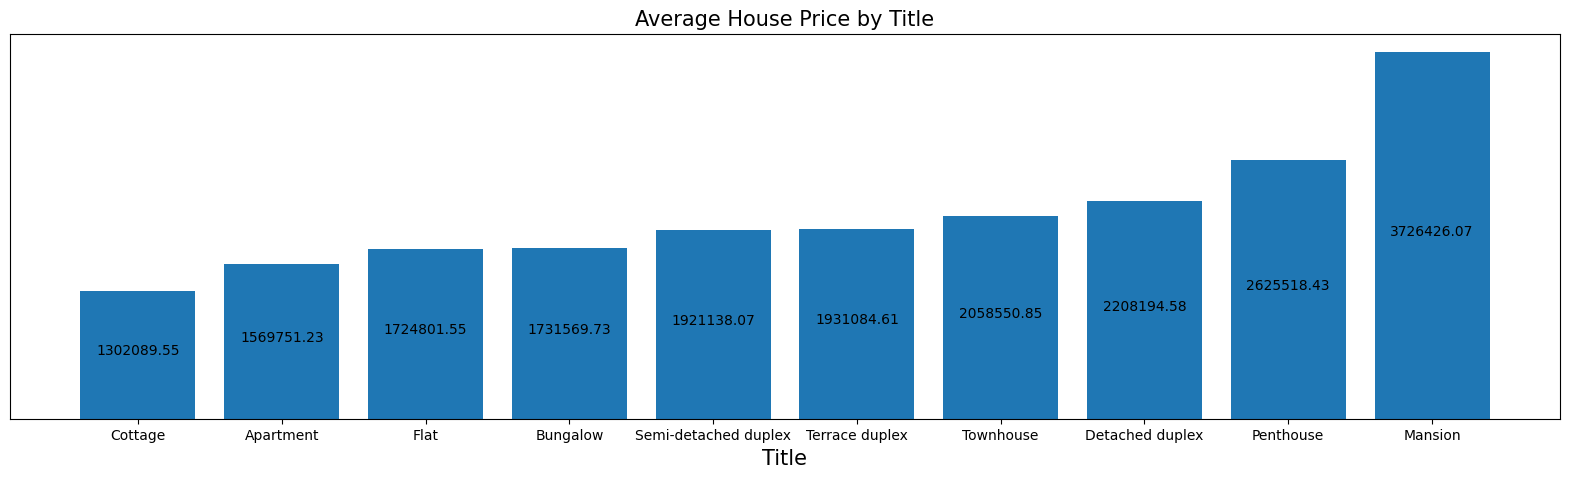 Average House Price by Title
1302089.55
1569751.23
1724801.55
1731569.73
1921138.07
1931084.61
2058550.85
2208194.58
2625518.43
3726426.07
Cottage
Apartment
Flat
Bungalow
Semi-detached duplex
Terrace duplex
Townhouse
Detached duplex
Penthouse
Mansion
Title